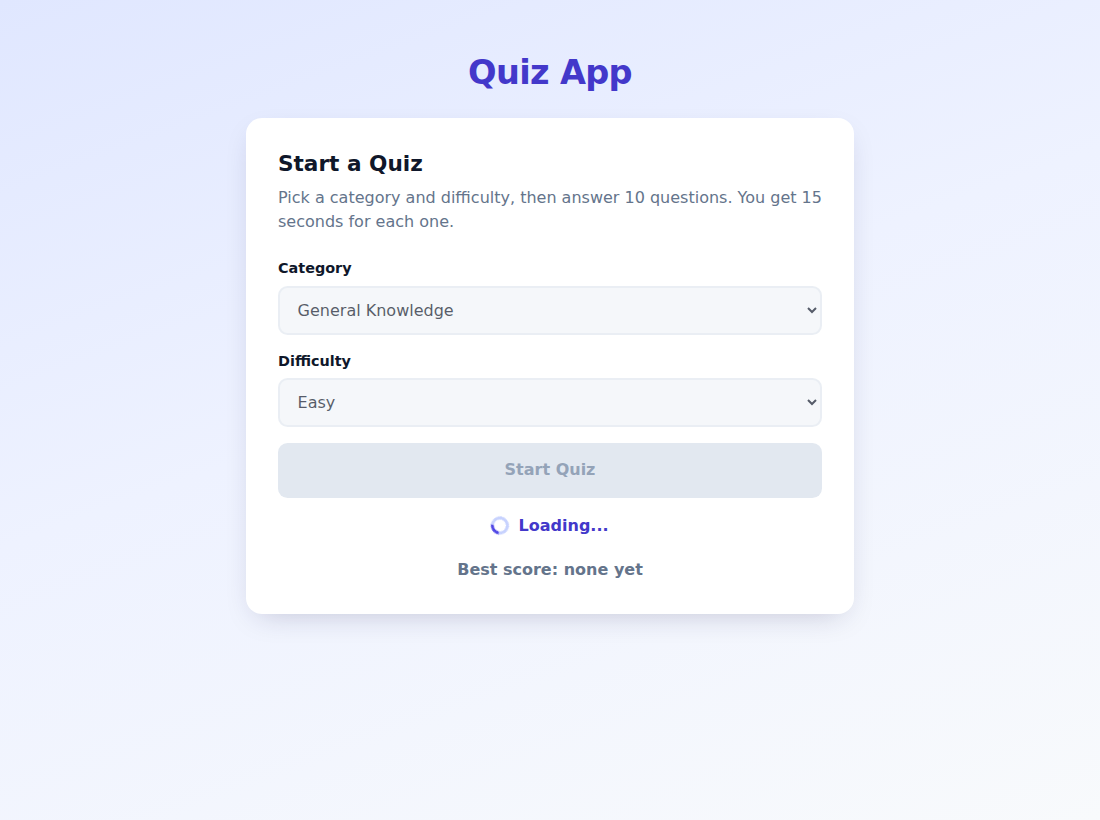 Quiz App
Start a Quiz
Pick a category and difficulty, then answer 10 questions. You get 15
seconds for each one.
Category
General Knowledge
Difficulty
Easy
Start Quiz
Loading...
Best score: none yet